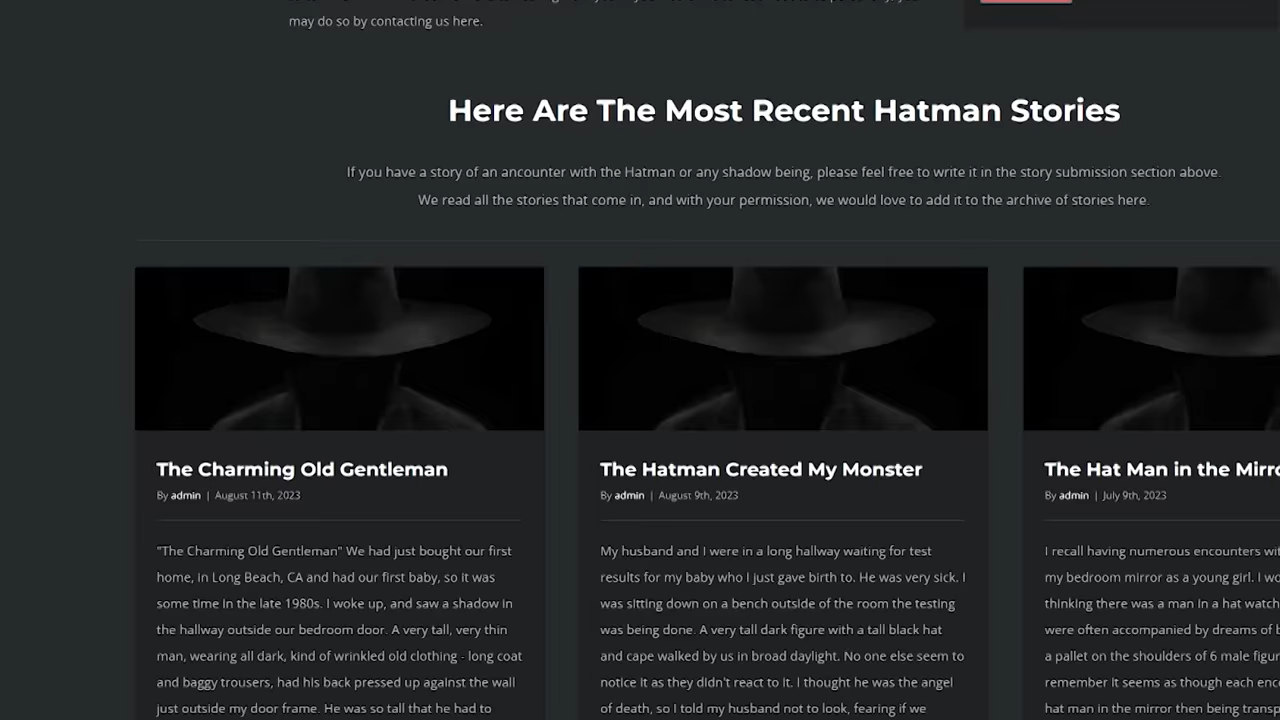 may do so by contacting us here.
Here Are The Most Recent Hatman Stories
If you have a story of an ancounter with the Hatman or any shadow being, please feel free to write it in the story submission section above.
We read all the stories that come in, and with your permission, we would love to add it to the archive of stories here.
The Charming Old Gentleman
By admin | August 11th, 2023
"The Charming Old Gentleman" We had just bought our first
home, in Long Beach, CA and had our first baby, so it was
some time in the late 1980s. I woke up, and saw a shadow in
the hallway outside our bedroom door. A very tall, very thin
man, wearing all dark, kind of wrinkled old clothing - long coat
and baggy trousers, had his back pressed up against the wall
just outside my door frame. He was so tall that he had to
The Hatman Created My Monster
By admin | August 9th, 2023
My husband and I were in a long hallway waiting for test
results for my baby who I just gave birth to. He was very sick. I
was sitting down on a bench outside of the room the testing
was being done. A very tall dark figure with a tall black hat
and cape walked by us in broad daylight. No one else seem to
notice it as they didn't react to it. I thought he was the angel
of death, so I told my husband not to look, fearing if we
The Hat Man in the
By admin | July 9th, 2023
I recall having numerous encounters
my bedroom mirror as a young girl. I
thinking there was a man in a hat
were often accompanied by dreams of
a pallet on the shoulders of 6 male
remember it seems as though each
hat man in the mirror then being